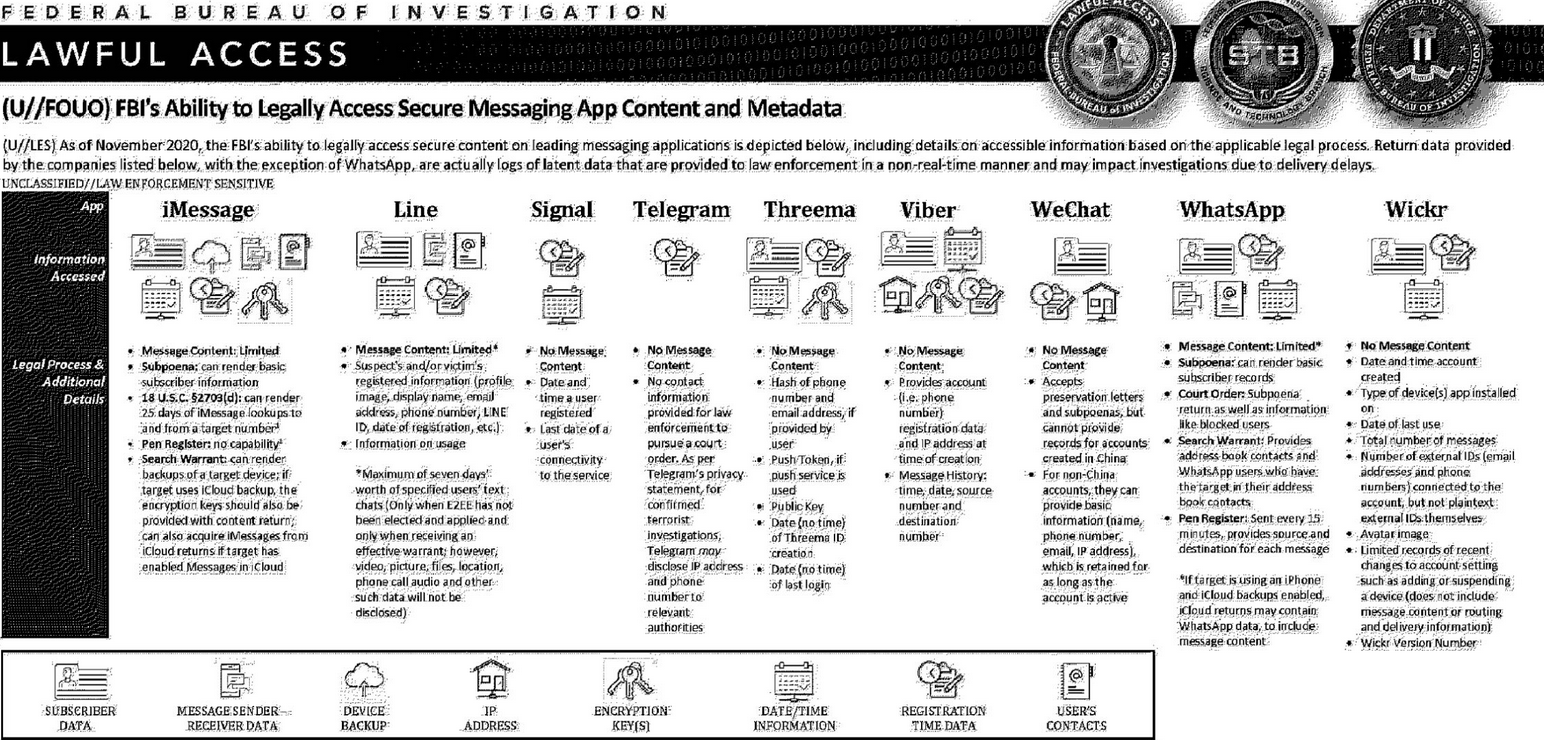 FEDERAL BUREAU OF INVESTIGATION
LAWFUL ACCESS
LAWFUL ACCESS
FEDERAL BUREAU of INVESTIGATION
STB
DEPARTMENT OF JUSTICE
FEDERAL BUREAU OF INVESTIGATION
(U//FOUO) FBI's Ability to Legally Access Secure Messaging App Content and Metadata
(U//LES) As of November 2020, the FBI's ability to legally access secure content on leading messaging applications is depicted below, including details on accessible information based on the applicable legal process. Return data provided
by the companies listed below, with the exception of WhatsApp, are actually logs of latent data that are provided to law enforcement in a non-real-time manner and may impact investigations due to delivery delays.
UNCLASSIFIED//LAW ENFORCEMENT SENSITIVE
App
Information
Accessed
Legal Process &
Additional
Details
iMessage
• Message Content: Limited
• Subpoena: can render basic
subscriber information
• 18 U.S.C. §2703(d): can render
25 days of iMessage lookups to
and from a target number¹
• Pen Register: no capability¹
• Search Warrant: can render
backups of a target device; if
target uses iCloud backup, the
encryption keys should also be
provided with content return;
can also acquire iMessages from
iCloud returns if target has
enabled Messages in iCloud
Line
• Message Content: Limited*
• Suspect's and/or victim's
registered information (profile
image, display name, email
address, phone number, LINE
ID, date of registration, etc.)
• Information on usage
*Maximum of seven days'
worth of specified users' text
chats (Only when E2EE has not
been elected and applied and
only when receiving an
effective warrant; however,
video, picture, files, location,
phone call audio and other
such data will not be
disclosed)
Signal
• No Message
Content
• Date and
time a user
registered
• Last date of a
user's
connectivity
to the service
Telegram
• No Message
Content
• No contact
information
provided for law
enforcement to
pursue a court
order. As per
Telegram's privacy
statement, for
confirmed
terrorist
investigations,
Telegram may
disclose IP address
and phone
number to
relevant
authorities
Threema
• No Message
Content
• Hash of phone
number and
email address, if
provided by
user
• Push Token, if
push service is
used
• Public Key
• Date (no time)
of Threema ID
creation
• Date (no time)
of last login
Viber
• No Message
Content
• Provides account
(i.e. phone
number)
registration data
and IP address at
time of creation
• Message History:
time, date, source
number and
destination
number
WeChat
• No Message
Content
• Accepts
preservation letters
and subpoenas, but
cannot provide
records for accounts
created in China
• For non-China
accounts, they can
provide basic
information (name,
phone number,
email, IP address),
which is retained for
as long as the
account is active
WhatsApp
• Message Content: Limited*
• Subpoena: can render basic
subscriber records
• Court Order: Subpoena
return as well as information
like blocked users
• Search Warrant: Provides
address book contacts and
WhatsApp users who have
the target in their address
book contacts
• Pen Register: Sent every 15
minutes, provides source and
destination for each message
*If target is using an iPhone
and iCloud backups enabled,
iCloud returns may contain
WhatsApp data, to include
message content
Wickr
• No Message Content
• Date and time account
created
• Type of device(s) app installed
on
• Date of last use
• Total number of messages
• Number of external IDs (email
addresses and phone
numbers) connected to the
account, but not plaintext
external IDs themselves
• Avatar image
• Limited records of recent
changes to account setting
such as adding or suspending
a device (does not include
message content or routing
and delivery information)
• Wickr Version Number
SUBSCRIBER
DATA
MESSAGE SENDER-
RECEIVER DATA
DEVICE
BACKUP
IP
ADDRESS
ENCRYPTION
KEY(S)
DATE/TIME
INFORMATION
REGISTRATION
TIME DATA
USER'S
CONTACTS